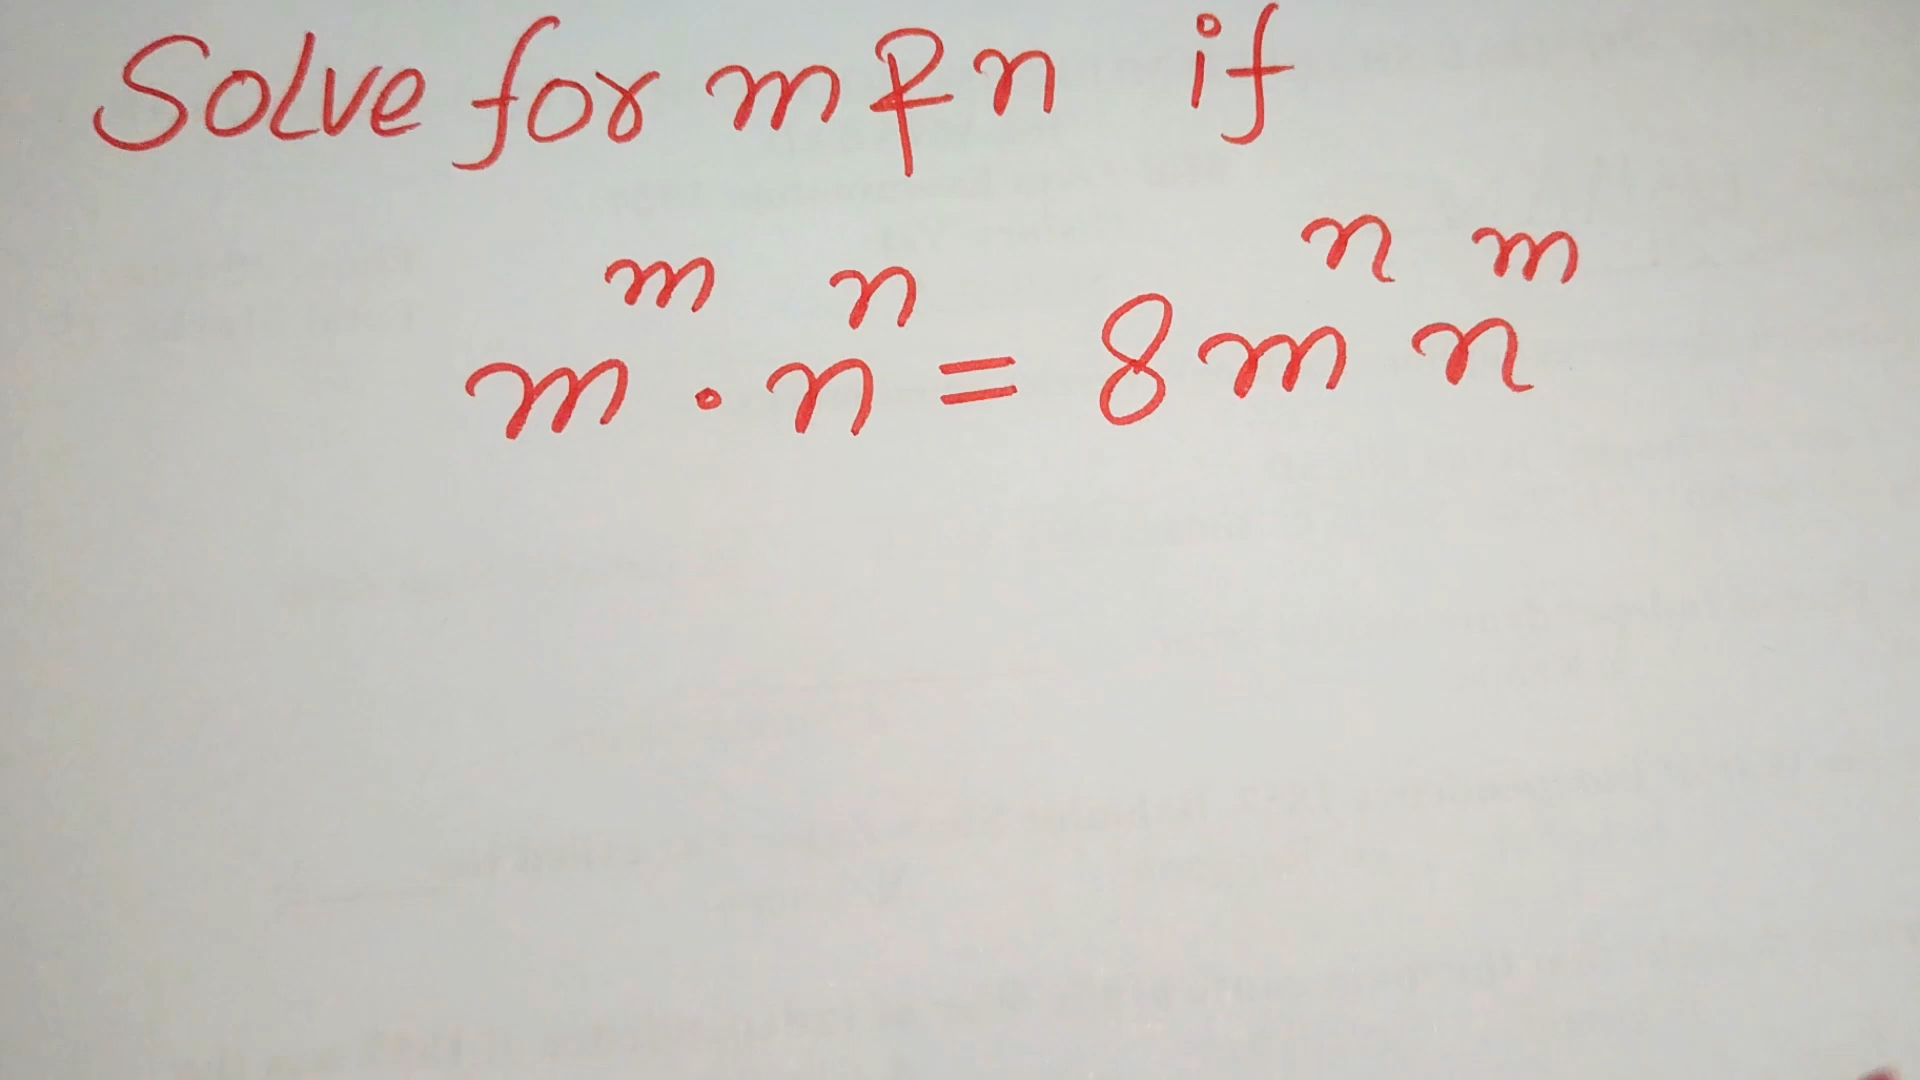 Solve for m & n if
m^m . n^n = 8 m^n n^m